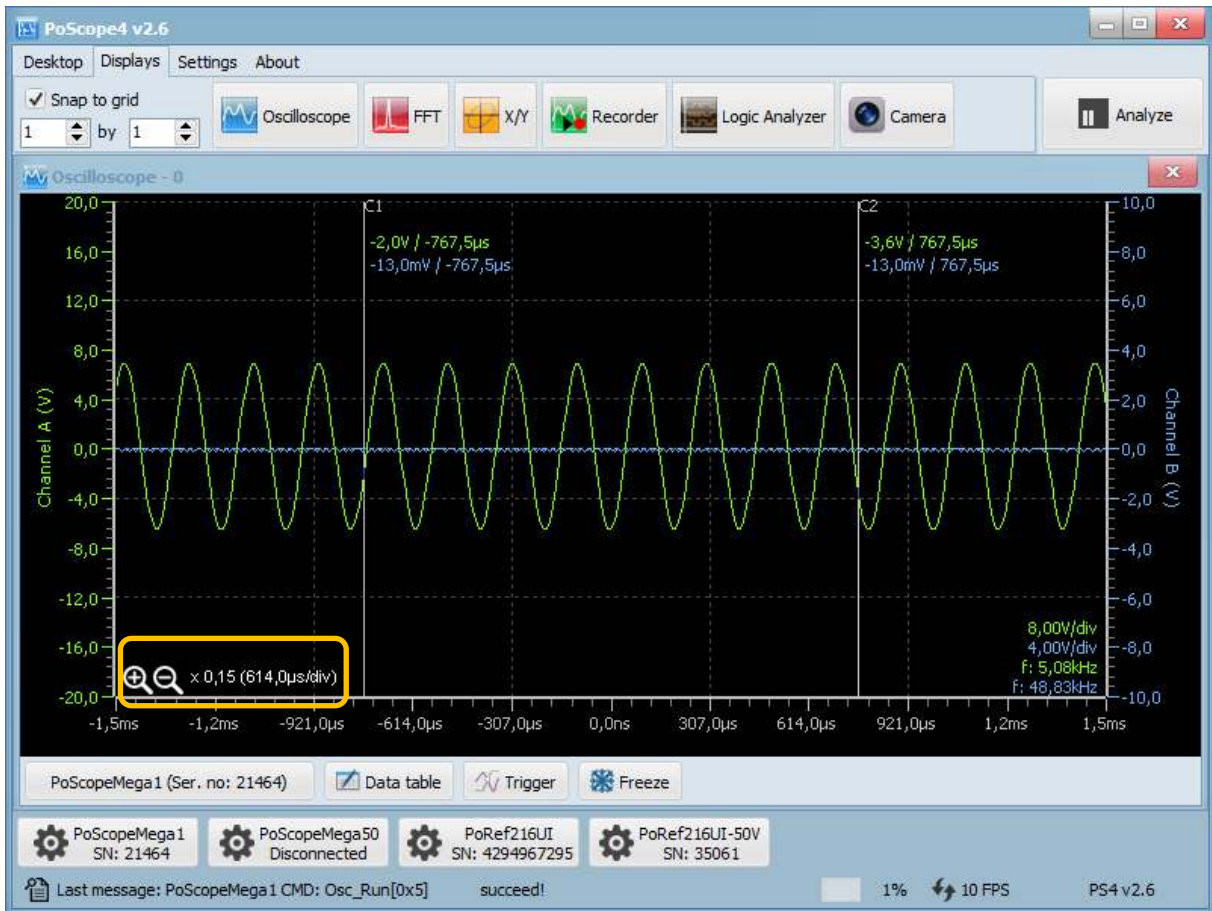 PoScope4 v2.6
Desktop Displays Settings About
Snap to grid
1 by 1
Oscilloscope FFT X/Y Recorder Logic Analyzer Camera Analyze
Oscilloscope - 0
20,0
16,0
12,0
8,0
4,0
0,0
-4,0
-8,0
-12,0
-16,0
-20,0
Channel A (V)
C1
-2,0V / -767,5µs
-13,0mV / -767,5µs
C2
-3,6V / 767,5µs
-13,0mV / 767,5µs
10,0
8,0
6,0
4,0
2,0
0,0
-2,0
-4,0
-6,0
-8,0
-10,0
Channel B (V)
8,00V/div
4,00V/div
f: 5,08kHz
f: 48,83kHz
x 0,15 (614,0µs/div)
-1,5ms -1,2ms -921,0µs -614,0µs -307,0µs 0,0ns 307,0µs 614,0µs 921,0µs 1,2ms 1,5ms
PoScopeMega1 (Ser. no: 21464) Data table Trigger Freeze
PoScopeMega1
SN: 21464
PoScopeMega50
Disconnected
PoRef216UI
SN: 4294967295
PoRef216UI-50V
SN: 35061
Last message: PoScopeMega1 CMD: Osc_Run[0x5] succeed! 1% 10 FPS PS4 v2.6